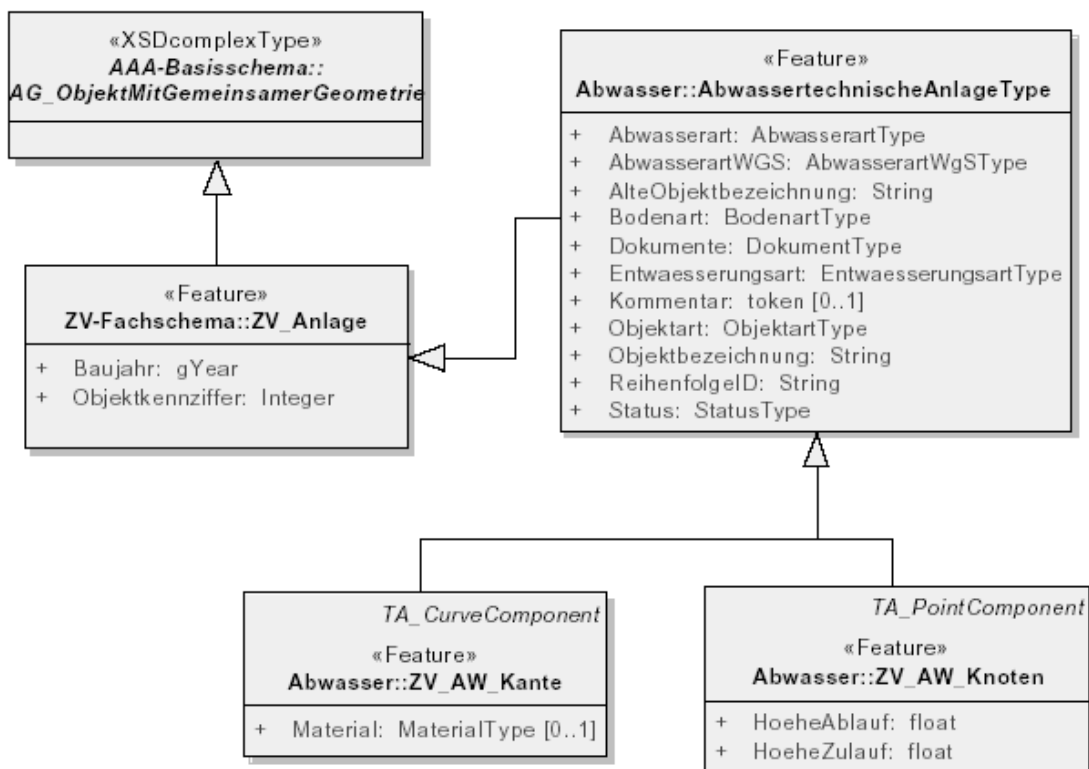 «XSDcomplexType»
AAA-Basisschema::
AG_ObjektMitGemeinsamerGeometrie
«Feature»
ZV-Fachschema::ZV_Anlage
+ Baujahr: gYear
+ Objektkennziffer: Integer
«Feature»
Abwasser::AbwassertechnischeAnlageType
+ Abwasserart: AbwasserartType
+ AbwasserartWGS: AbwasserartWgSType
+ AlteObjektbezeichnung: String
+ Bodenart: BodenartType
+ Dokumente: DokumentType
+ Entwaesserungsart: EntwaesserungsartType
+ Kommentar: token [0..1]
+ Objektart: ObjektartType
+ Objektbezeichnung: String
+ ReihenfolgeID: String
+ Status: StatusType
TA_CurveComponent
«Feature»
Abwasser::ZV_AW_Kante
+ Material: MaterialType [0..1]
TA_PointComponent
«Feature»
Abwasser::ZV_AW_Knoten
+ HoeheAblauf: float
+ HoeheZulauf: float